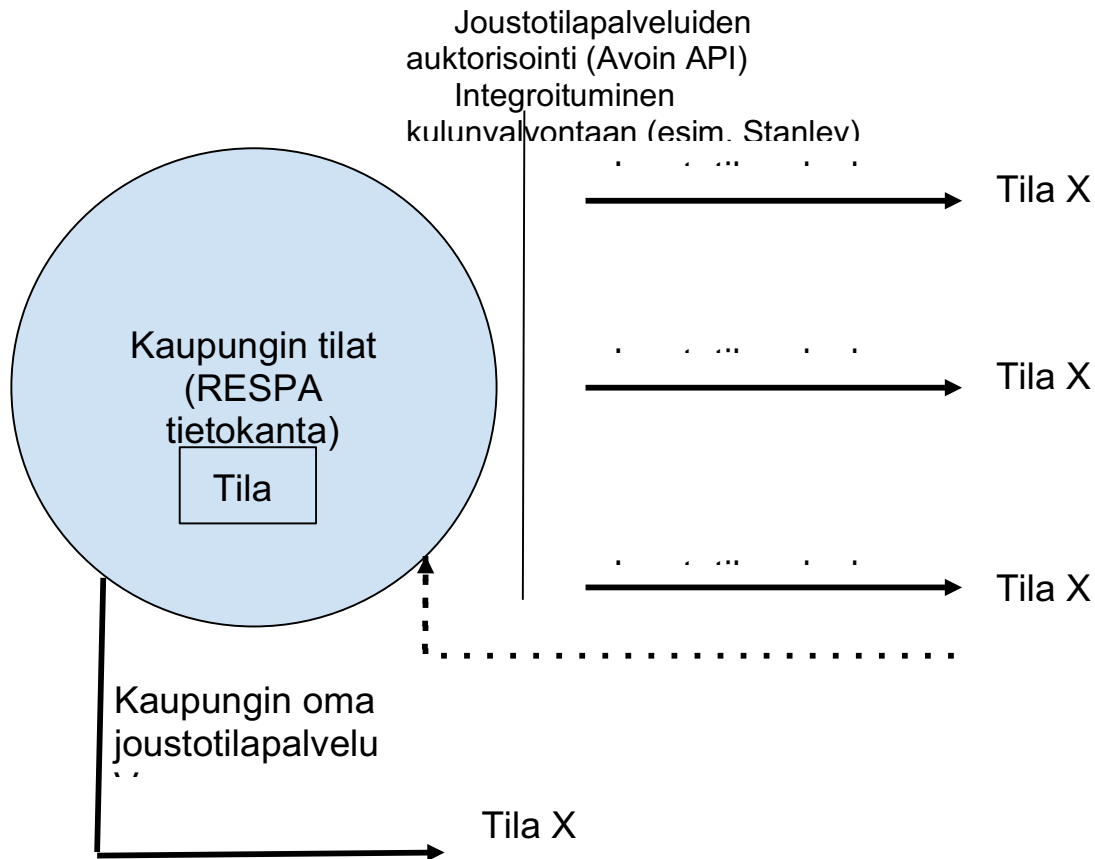 Joustotilapalveluiden
auktorisointi (Avoin API)
Integroituminen
kulunvalvontaan (esim. Stanley)
Tila X
Kaupungin tilat
(RESPA
tietokanta)
Tila X
Tila
Tila X
Kaupungin oma
joustotilapalvelu
Tila X